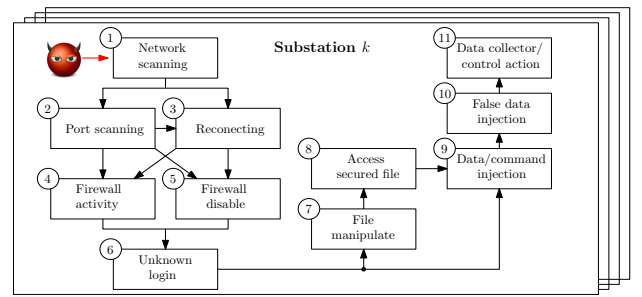 Substation k
1
Network
scanning
2
Port scanning
3
Reconecting
4
Firewall
activity
5
Firewall
disable
6
Unknown
login
7
File
manipulate
8
Access
secured file
9
Data/command
injection
10
False data
injection
11
Data collector/
control action